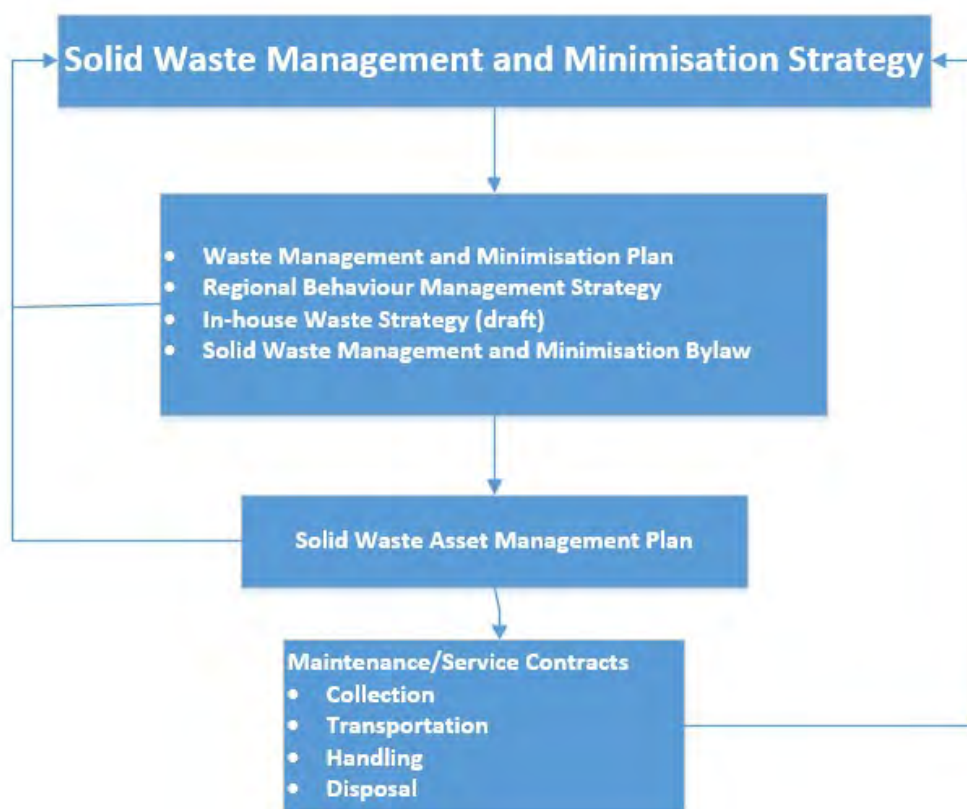 Solid Waste Management and Minimisation Strategy
• Waste Management and Minimisation Plan
• Regional Behaviour Management Strategy
• In-house Waste Strategy (draft)
• Solid Waste Management and Minimisation Bylaw
Solid Waste Asset Management Plan
Maintenance/Service Contracts
• Collection
• Transportation
• Handling
• Disposal